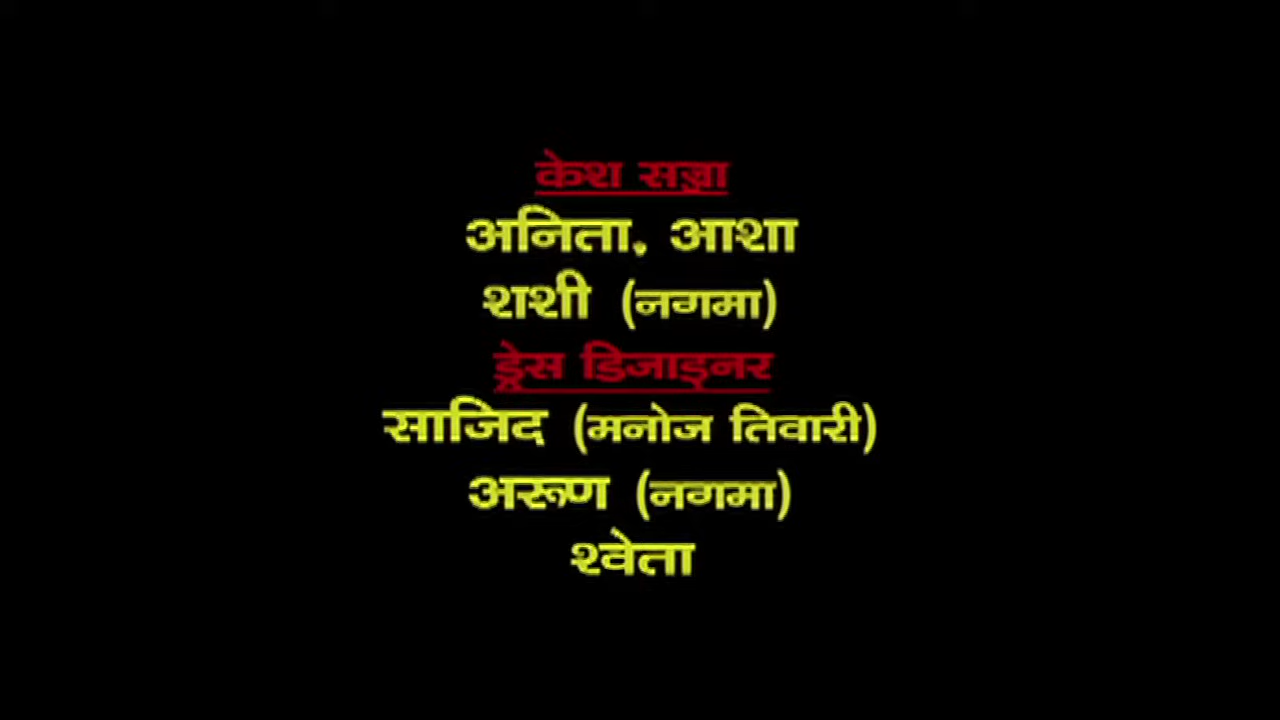 केश सज्जा
अनिता, आशा
शशी (नगमा)
ड्रेस डिजाइनर
साजिद (मनोज तिवारी)
अरूण (नगमा)
श्वेता